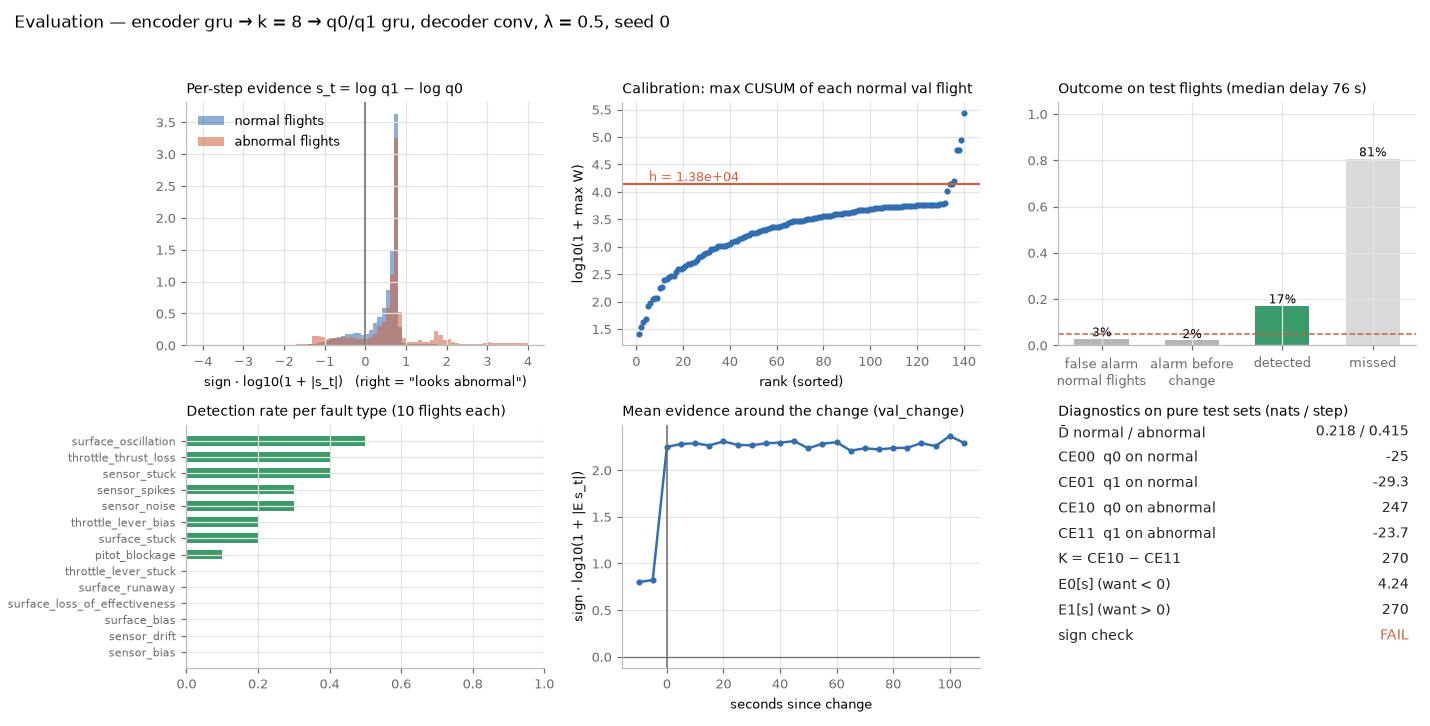 Evaluation — encoder gru → k = 8 → q0/q1 gru, decoder conv, λ = 0.5, seed 0
Per-step evidence s_t = log q1 − log q0
normal flights
abnormal flights
3.5
3.0
2.5
2.0
1.5
1.0
0.5
0.0
−4
−3
−2
−1
0
1
2
3
4
sign · log10(1 + |s_t|)   (right = "looks abnormal")
Calibration: max CUSUM of each normal val flight
log10(1 + max W)
5.5
5.0
4.5
4.0
3.5
3.0
2.5
2.0
1.5
h = 1.38e+04
0
20
40
60
80
100
120
140
rank (sorted)
Outcome on test flights (median delay 76 s)
1.0
0.8
0.6
0.4
0.2
0.0
3%
2%
17%
81%
false alarm
normal flights
alarm before
change
detected
missed
Detection rate per fault type (10 flights each)
surface_oscillation
throttle_thrust_loss
sensor_stuck
sensor_spikes
sensor_noise
throttle_lever_bias
surface_stuck
pitot_blockage
throttle_lever_stuck
surface_runaway
surface_loss_of_effectiveness
surface_bias
sensor_drift
sensor_bias
0.0
0.2
0.4
0.6
0.8
1.0
Mean evidence around the change (val_change)
sign · log10(1 + |E s_t|)
2.0
1.5
1.0
0.5
0.0
0
20
40
60
80
100
seconds since change
Diagnostics on pure test sets (nats / step)
D̄ normal / abnormal 0.218 / 0.415
CE00  q0 on normal -25
CE01  q1 on normal -29.3
CE10  q0 on abnormal 247
CE11  q1 on abnormal -23.7
K = CE10 − CE11 270
E0[s] (want < 0) 4.24
E1[s] (want > 0) 270
sign check FAIL